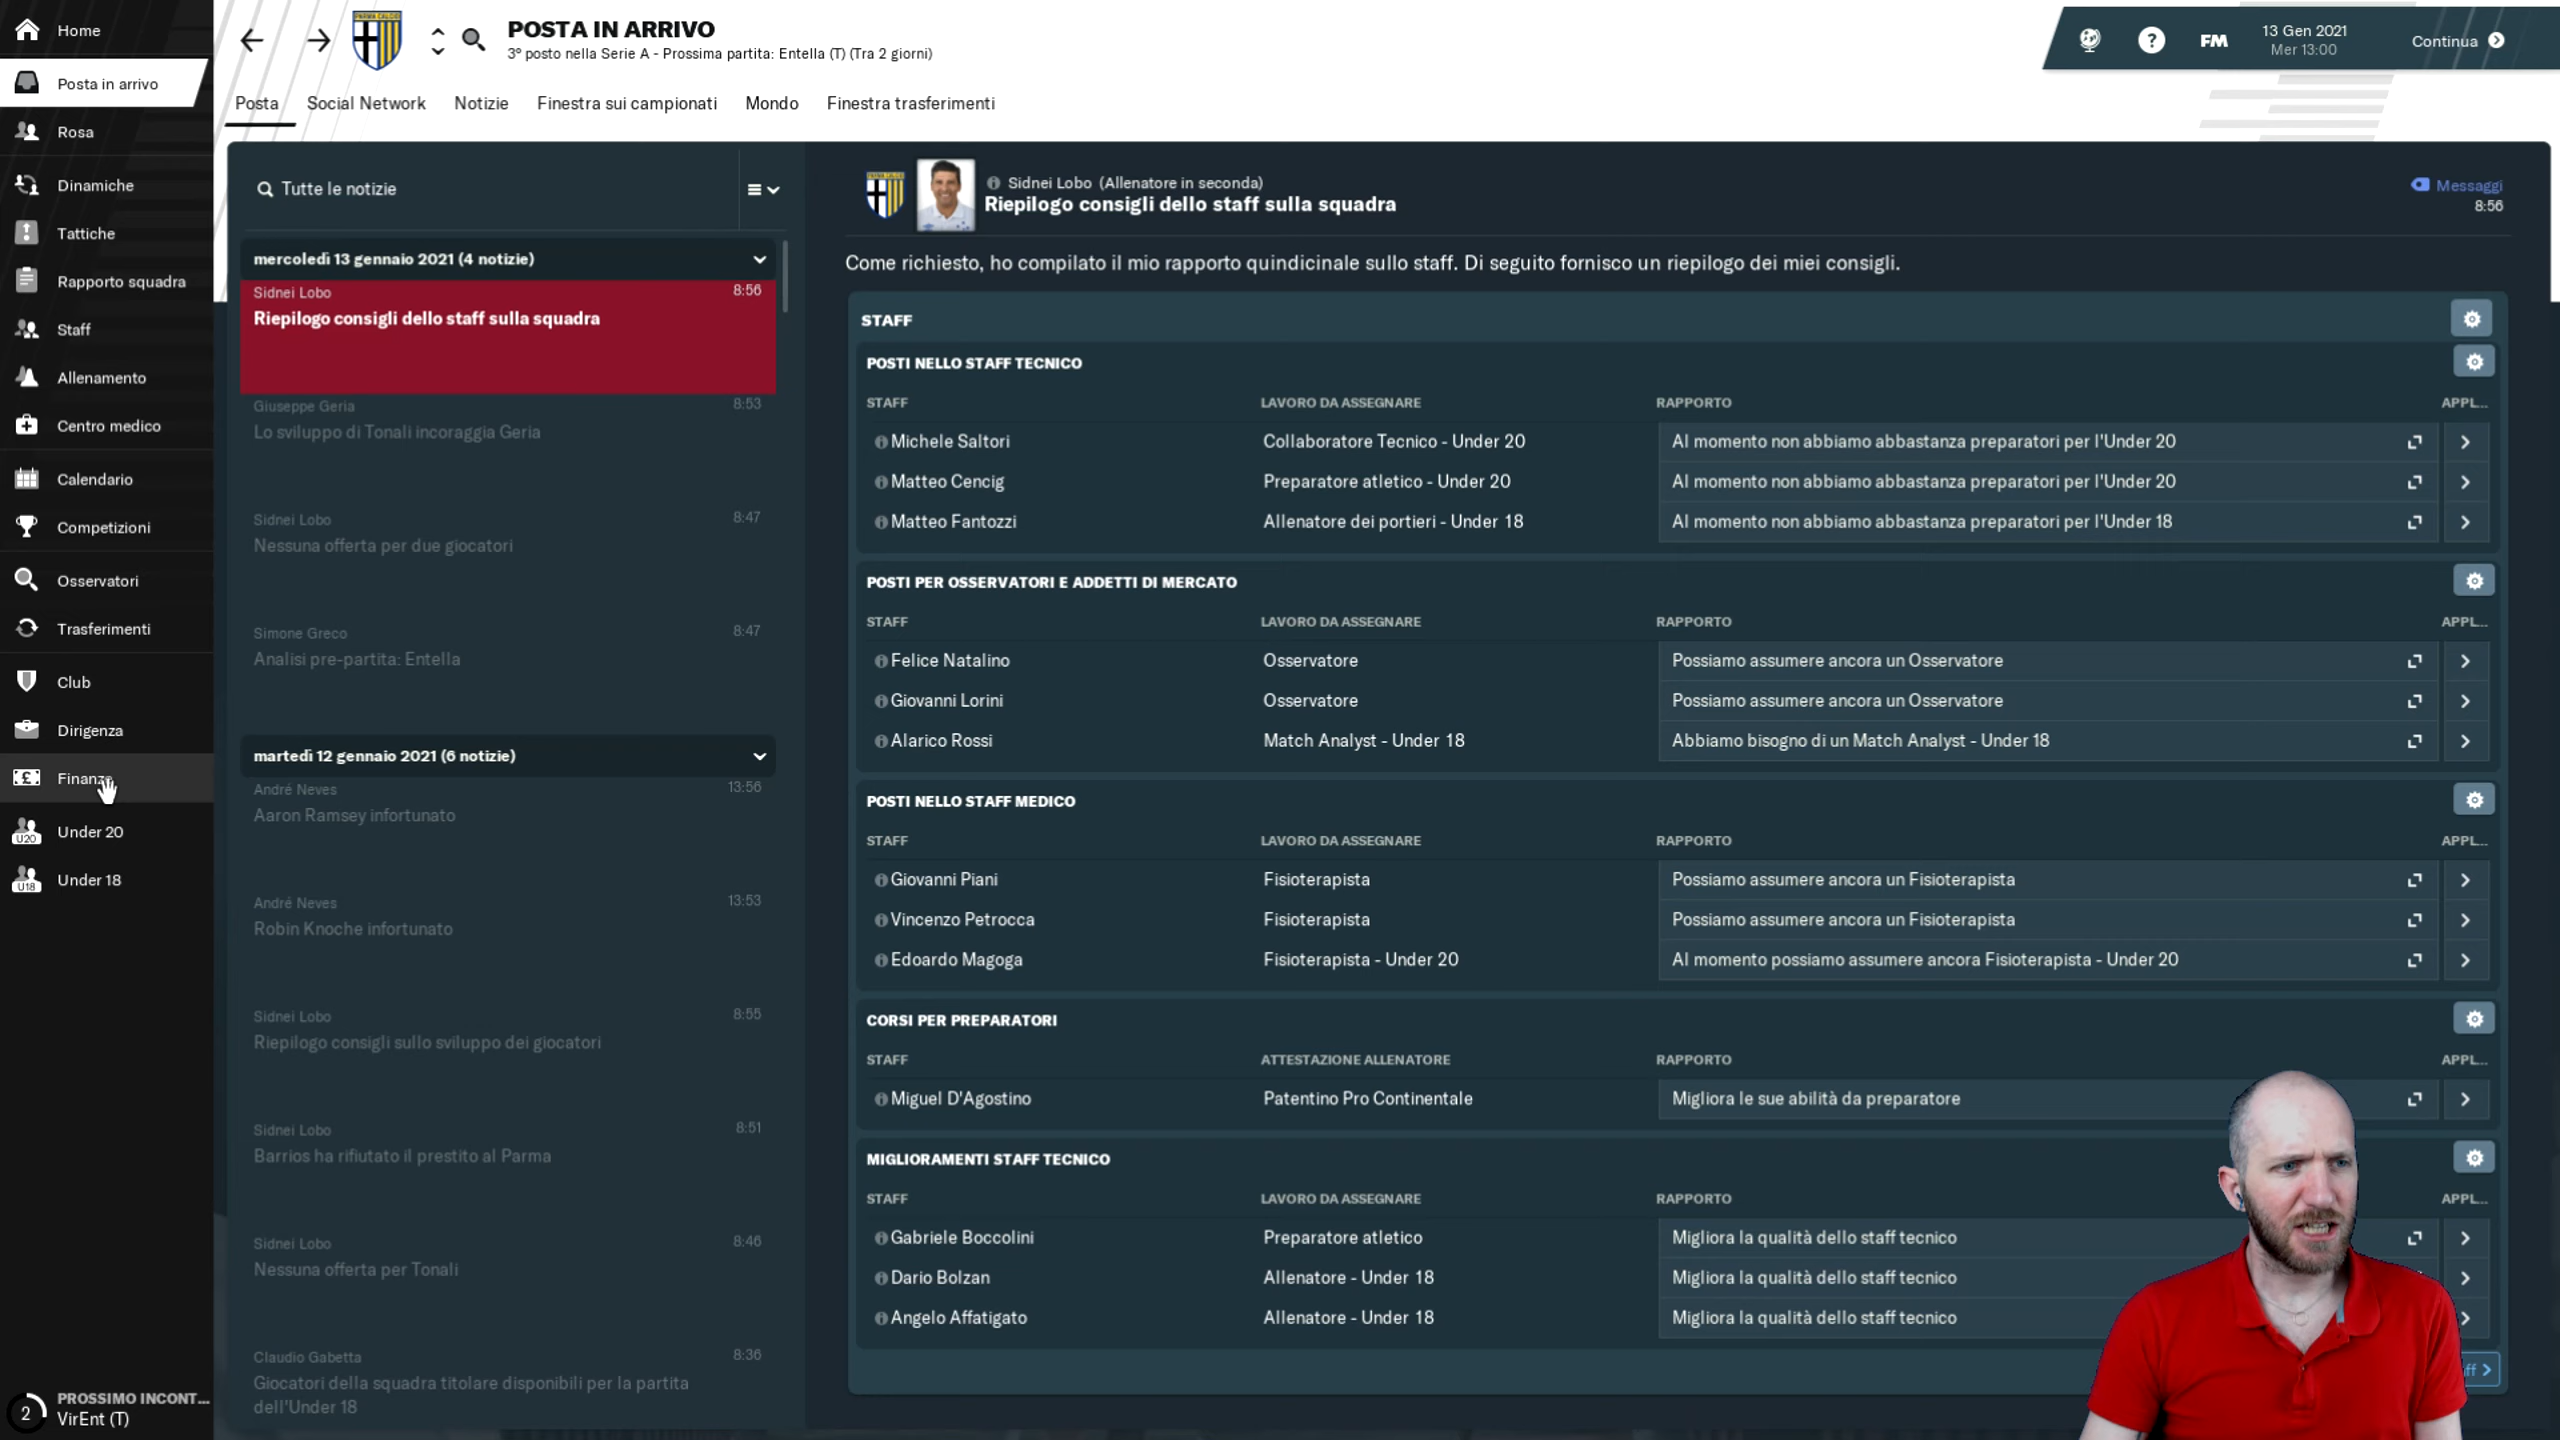 Home
Posta in arrivo
Rosa
Dinamiche
Tattiche
Rapporto squadra
Staff
Allenamento
Centro medico
Calendario
Competizioni
Osservatori
Trasferimenti
Club
Dirigenza
Finanze
U20
Under 20
U18
Under 18
2
PROSSIMO INCONT...
VirEnt (T)
PARMA CALCIO
POSTA IN ARRIVO
3º posto nella Serie A - Prossima partita: Entella (T) (Tra 2 giorni)
?
FM
13 Gen 2021
Mer 13:00
Continua
Posta Social Network Notizie Finestra sui campionati Mondo Finestra trasferimenti
Tutte le notizie
mercoledì 13 gennaio 2021 (4 notizie)
Sidnei Lobo 8:56
Riepilogo consigli dello staff sulla squadra
Giuseppe Geria 8:53
Lo sviluppo di Tonali incoraggia Geria
Sidnei Lobo 8:47
Nessuna offerta per due giocatori
Simone Greco 8:47
Analisi pre-partita: Entella
martedì 12 gennaio 2021 (6 notizie)
André Neves 13:56
Aaron Ramsey infortunato
André Neves 13:53
Robin Knoche infortunato
Sidnei Lobo 8:55
Riepilogo consigli sullo sviluppo dei giocatori
Sidnei Lobo 8:51
Barrios ha rifiutato il prestito al Parma
Sidnei Lobo 8:46
Nessuna offerta per Tonali
Claudio Gabetta 8:36
Giocatori della squadra titolare disponibili per la partita
dell'Under 18
Sidnei Lobo (Allenatore in seconda)
Riepilogo consigli dello staff sulla squadra
Messaggi
8:56
Come richiesto, ho compilato il mio rapporto quindicinale sullo staff. Di seguito fornisco un riepilogo dei miei consigli.
STAFF
POSTI NELLO STAFF TECNICO
STAFF LAVORO DA ASSEGNARE RAPPORTO APPL...
Michele Saltori Collaboratore Tecnico - Under 20 Al momento non abbiamo abbastanza preparatori per l'Under 20
Matteo Cencig Preparatore atletico - Under 20 Al momento non abbiamo abbastanza preparatori per l'Under 20
Matteo Fantozzi Allenatore dei portieri - Under 18 Al momento non abbiamo abbastanza preparatori per l'Under 18
POSTI PER OSSERVATORI E ADDETTI DI MERCATO
STAFF LAVORO DA ASSEGNARE RAPPORTO APPL...
Felice Natalino Osservatore Possiamo assumere ancora un Osservatore
Giovanni Lorini Osservatore Possiamo assumere ancora un Osservatore
Alarico Rossi Match Analyst - Under 18 Abbiamo bisogno di un Match Analyst - Under 18
POSTI NELLO STAFF MEDICO
STAFF LAVORO DA ASSEGNARE RAPPORTO APPL...
Giovanni Piani Fisioterapista Possiamo assumere ancora un Fisioterapista
Vincenzo Petrocca Fisioterapista Possiamo assumere ancora un Fisioterapista
Edoardo Magoga Fisioterapista - Under 20 Al momento possiamo assumere ancora Fisioterapista - Under 20
CORSI PER PREPARATORI
STAFF ATTESTAZIONE ALLENATORE RAPPORTO APPL...
Miguel D'Agostino Patentino Pro Continentale Migliora le sue abilità da preparatore
MIGLIORAMENTI STAFF TECNICO
STAFF LAVORO DA ASSEGNARE RAPPORTO APPL...
Gabriele Boccolini Preparatore atletico Migliora la qualità dello staff tecnico
Dario Bolzan Allenatore - Under 18 Migliora la qualità dello staff tecnico
Angelo Affatigato Allenatore - Under 18 Migliora la qualità dello staff tecnico